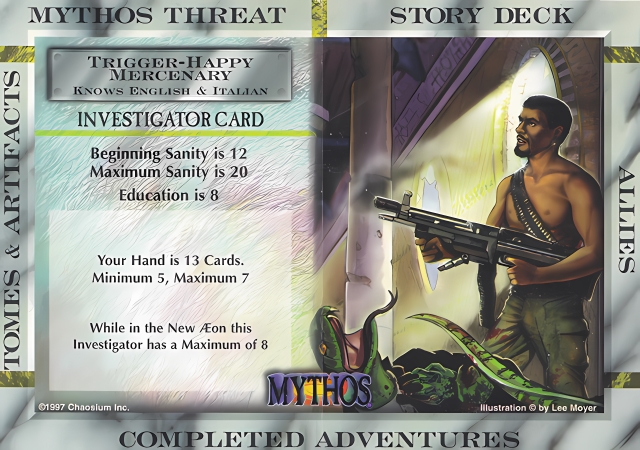 MYTHOS THREAT
STORY DECK
TOMES & ARTIFACTS
ALLIES
TRIGGER-HAPPY
MERCENARY
KNOWS ENGLISH & ITALIAN
INVESTIGATOR CARD
Beginning Sanity is 12
Maximum Sanity is 20
Education is 8
Your Hand is 13 Cards.
Minimum 5, Maximum 7
While in the New Æon this
Investigator has a Maximum of 8
MYTHOS
©1997 Chaosium Inc.
Illustration © by Lee Moyer
COMPLETED ADVENTURES